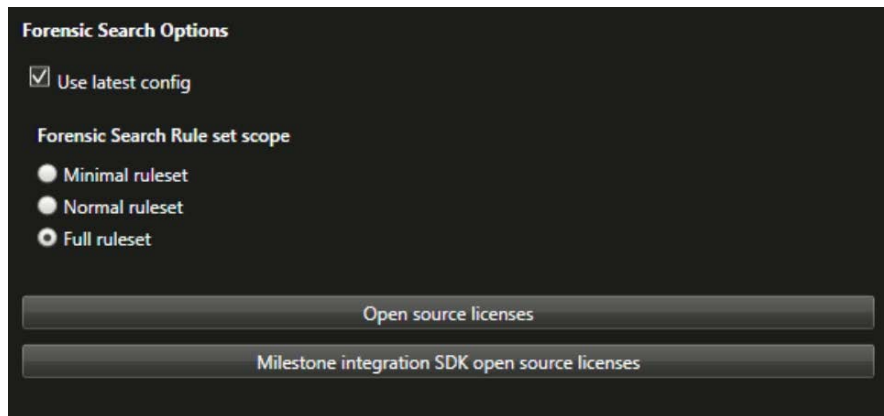 Forensic Search Options
Use latest config
Forensic Search Rule set scope
Minimal ruleset
Normal ruleset
Full ruleset
Open source licenses
Milestone integration SDK open source licenses